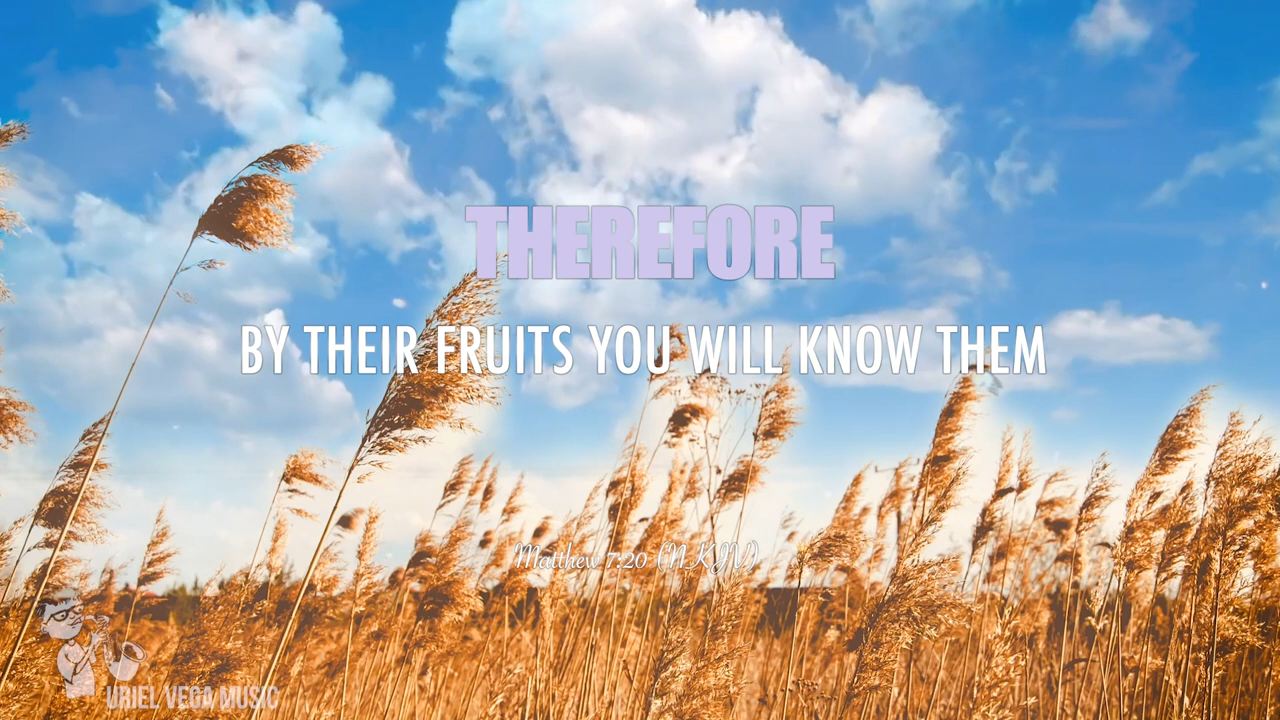 THEREFORE
BY THEIR FRUITS YOU WILL KNOW THEM
Matthew 7:20 (NKJV)
URIEL VEGA MUSIC